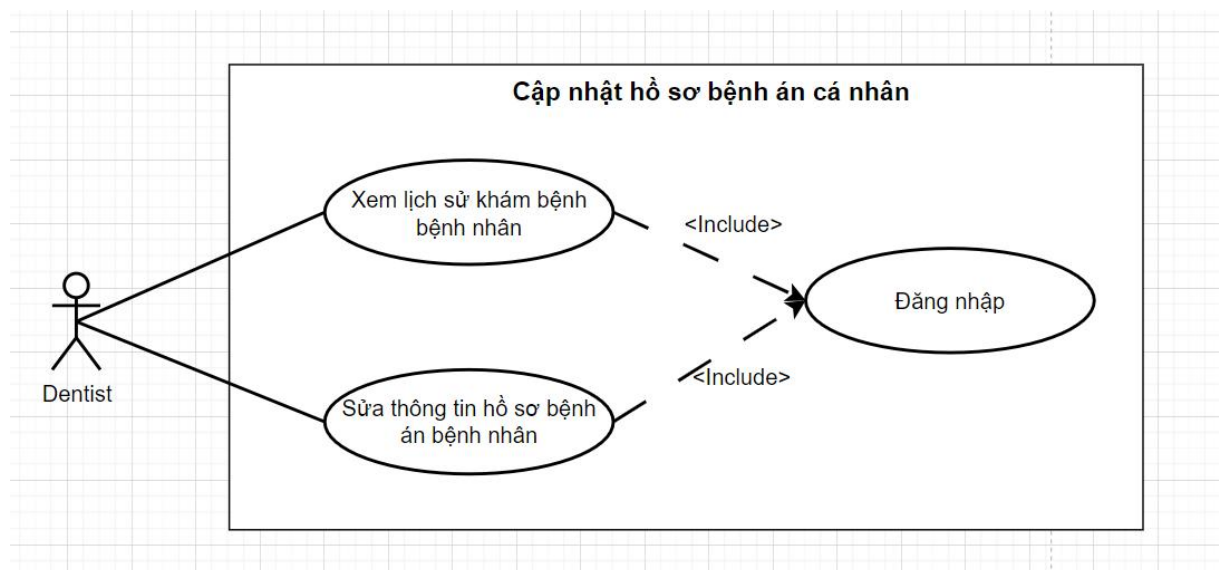 Cập nhật hồ sơ bệnh án cá nhân
Xem lịch sử khám bệnh
bệnh nhân
<Include>
Đăng nhập
<Include>
Dentist
Sửa thông tin hồ sơ bệnh
án bệnh nhân